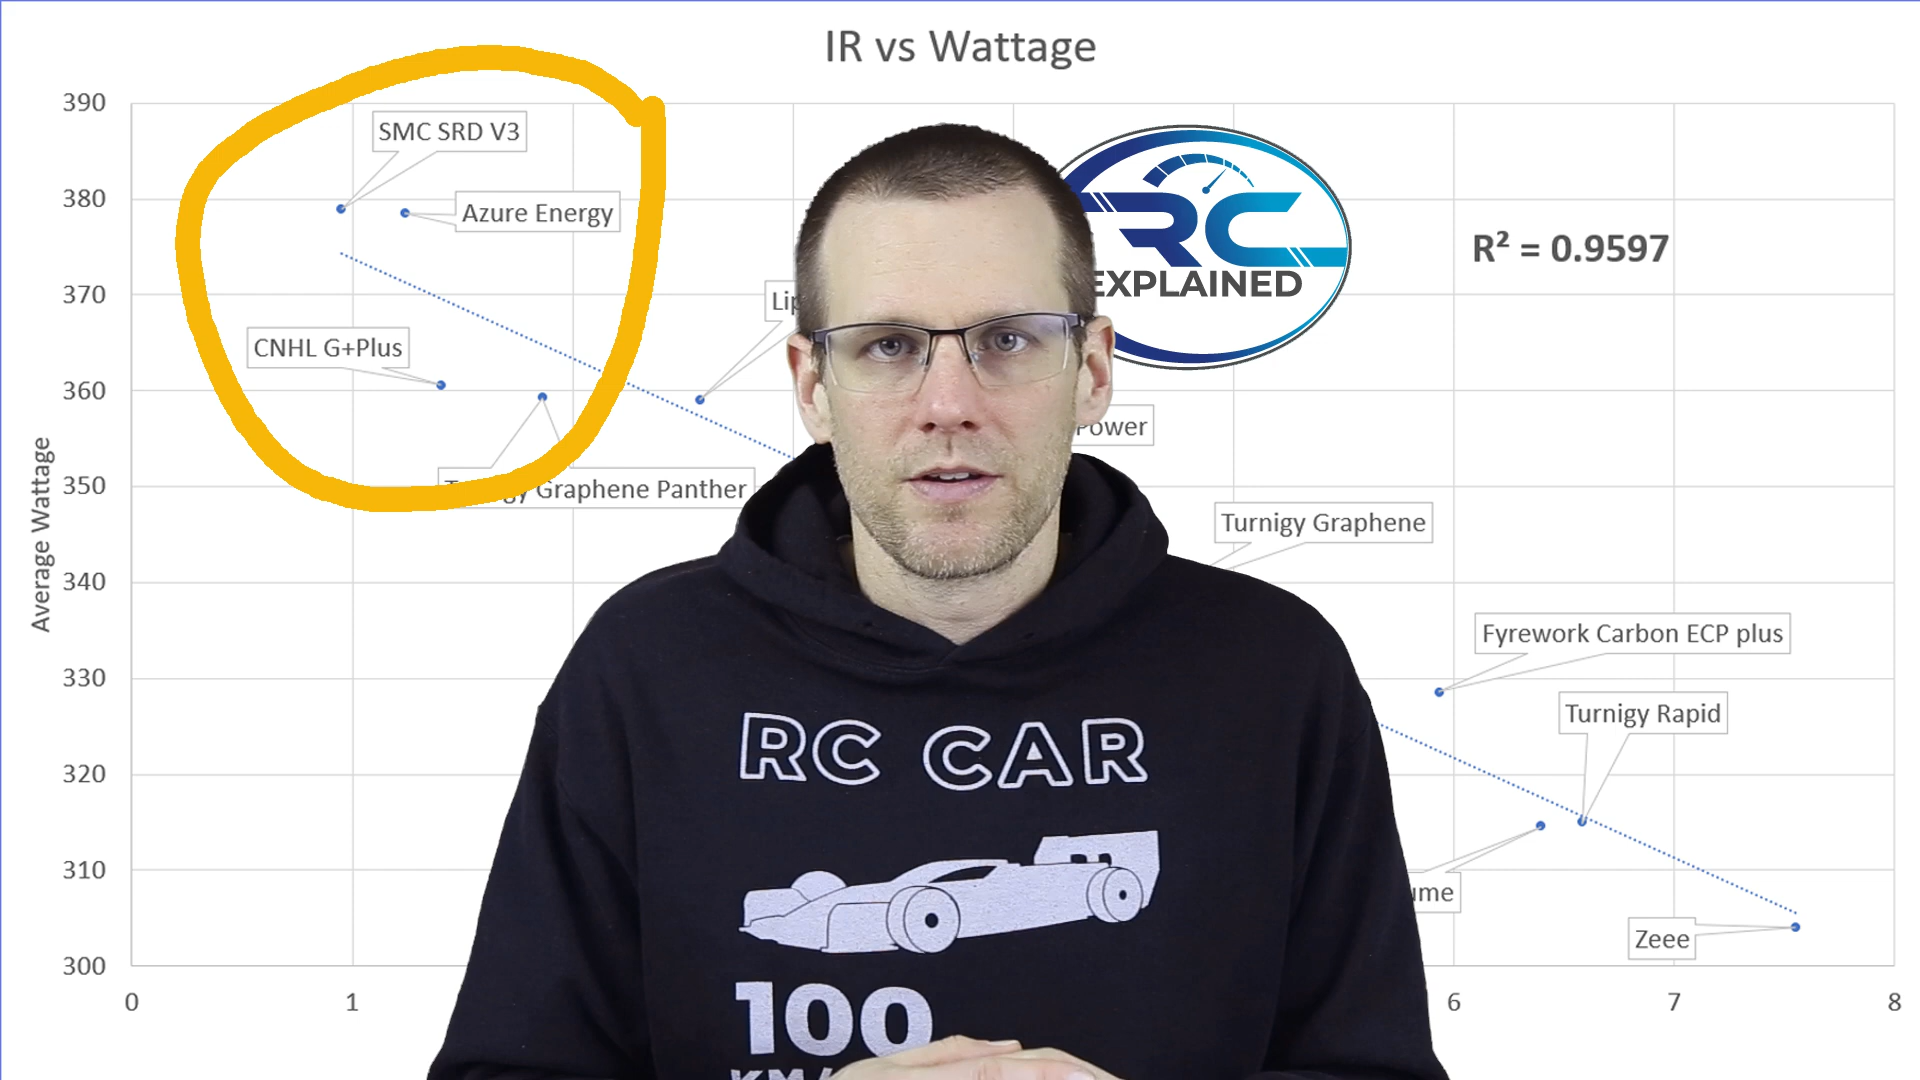 IR vs Wattage
390
380
370
360
350
340
330
320
310
300
Average Wattage
0
1
6
7
8
SMC SRD V3
Azure Energy
CNHL G+Plus
Graphene Panther
Power
Turnigy Graphene
Fyrework Carbon ECP plus
Turnigy Rapid
Zeee
R² = 0.9597
RC
EXPLAINED
RC CAR
100